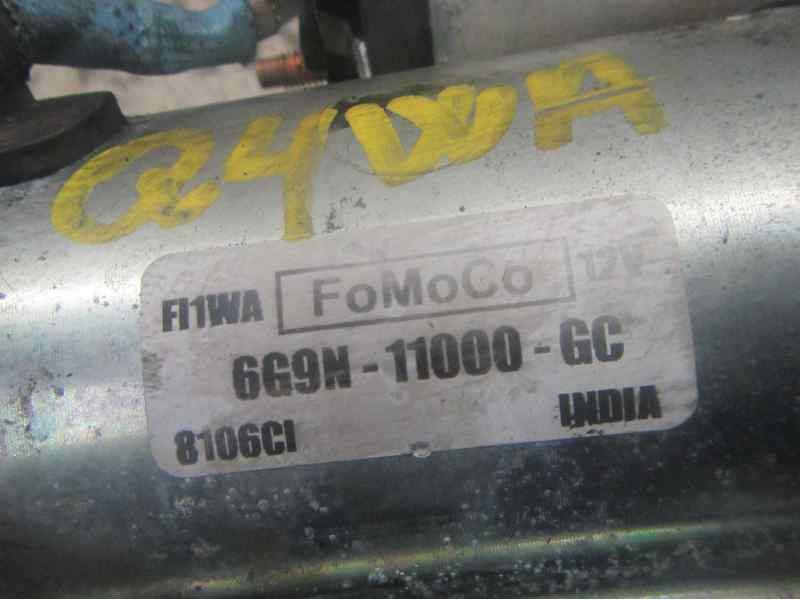 Q4WA
FI1WA FoMoCo 12V
6G9N - 11000 - GC
8106CI INDIA